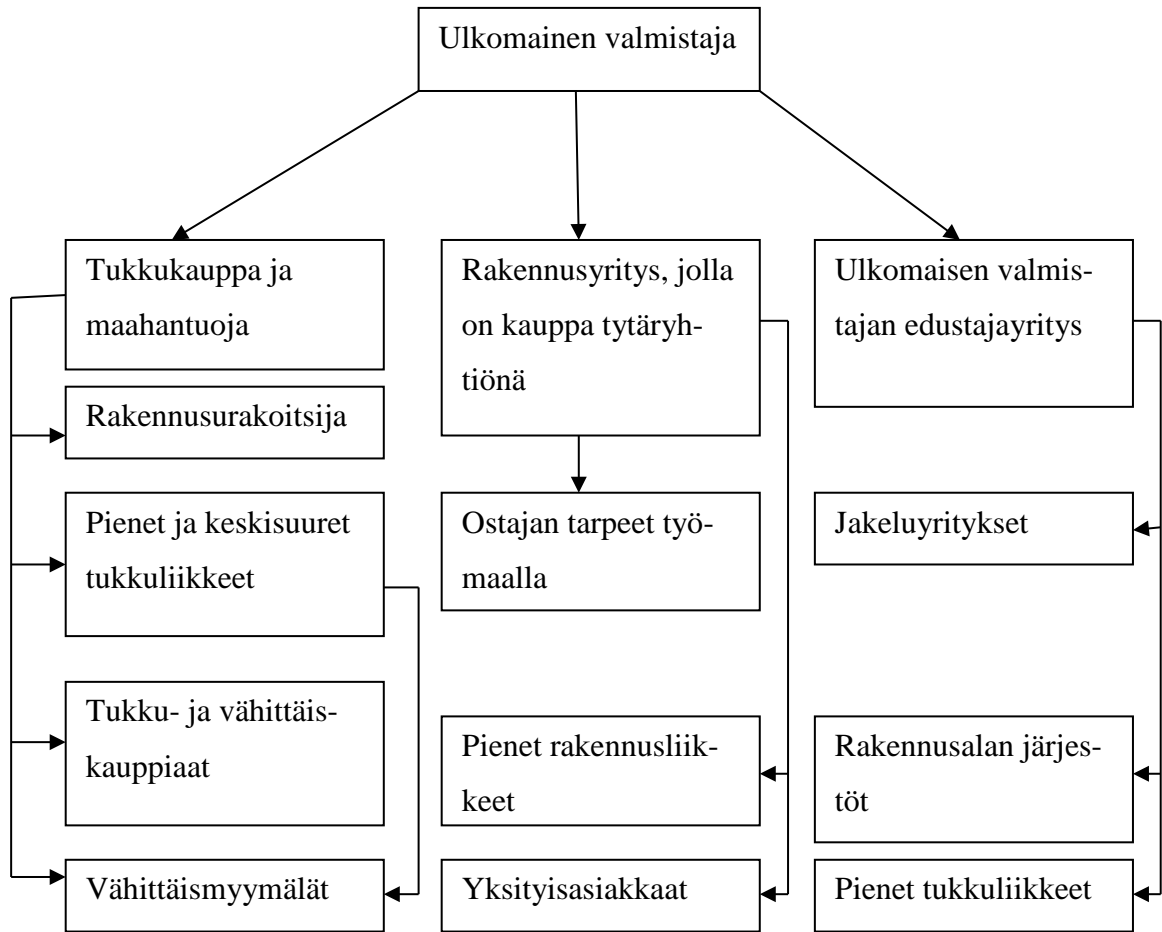 Ulkomainen valmistaja
Tukkukauppa ja
maahantuoja
Rakennusyritys, jolla
on kauppa tytäryh-
tiönä
Ulkomaisen valmis-
tajan edustajayritys
Rakennusurakoitsija
Pienet ja keskisuuret
tukkuliikkeet
Ostajan tarpeet työ-
maalla
Jakeluyritykset
Tukku- ja vähittäis-
kauppiaat
Pienet rakennusliik-
keet
Rakennusalan järjes-
töt
Vähittäismyymälät
Yksityisasiakkaat
Pienet tukkuliikkeet